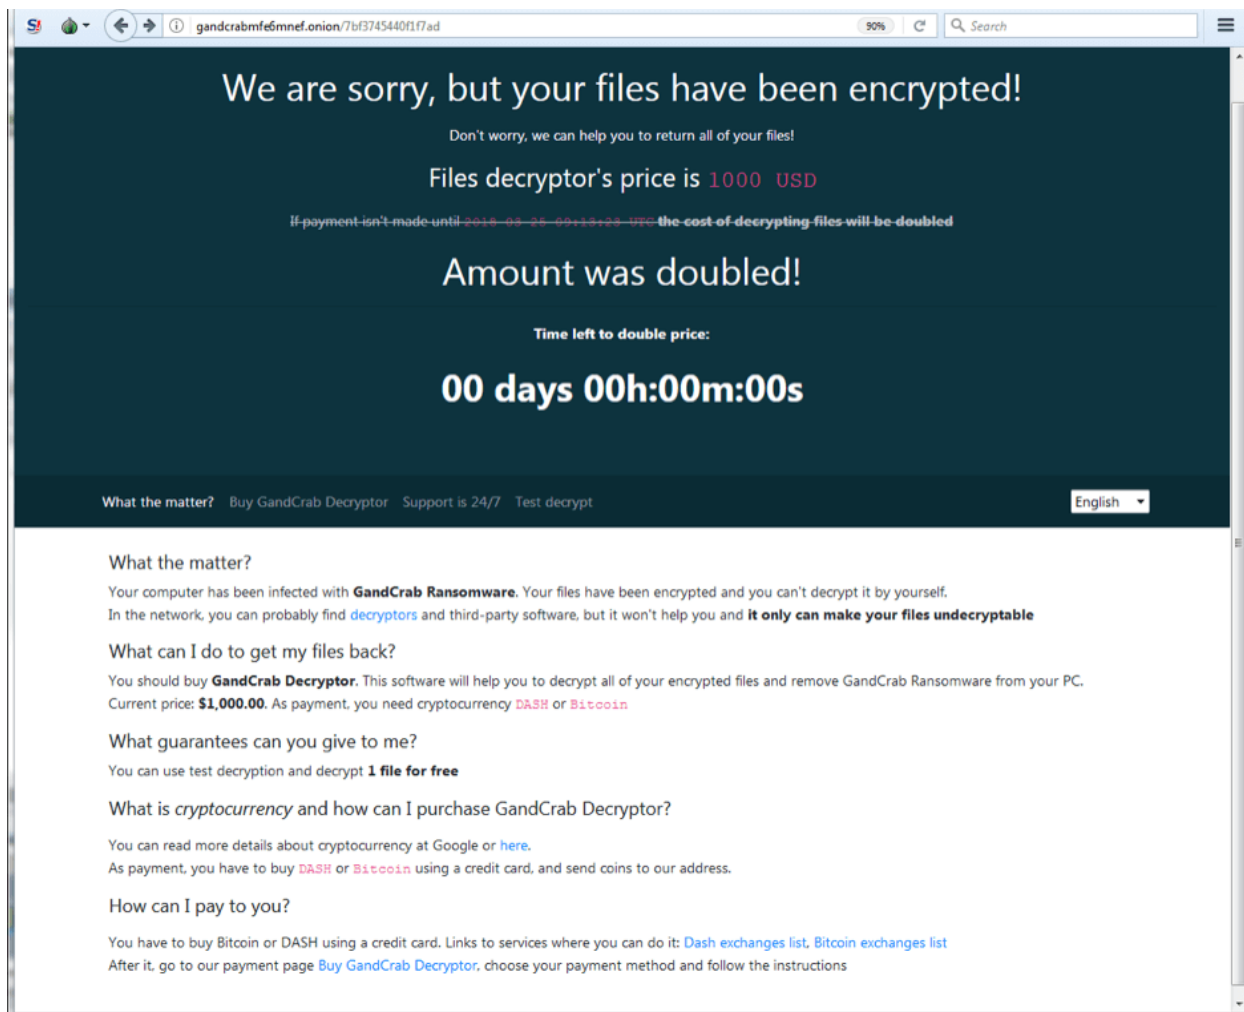 S!
gandcrabmfe6mnef.onion/7bf3745440f1f7ad 90% Search
We are sorry, but your files have been encrypted!
Don't worry, we can help you to return all of your files!
Files decryptor's price is 1000 USD
If payment isn't made until 2018-03-25 09:13:23 UTC the cost of decrypting files will be doubled
Amount was doubled!
Time left to double price:
00 days 00h:00m:00s
What the matter? Buy GandCrab Decryptor Support is 24/7 Test decrypt English
What the matter?
Your computer has been infected with GandCrab Ransomware. Your files have been encrypted and you can't decrypt it by yourself.
In the network, you can probably find decryptors and third-party software, but it won't help you and it only can make your files undecryptable
What can I do to get my files back?
You should buy GandCrab Decryptor. This software will help you to decrypt all of your encrypted files and remove GandCrab Ransomware from your PC.
Current price: $1,000.00. As payment, you need cryptocurrency DASH or Bitcoin
What guarantees can you give to me?
You can use test decryption and decrypt 1 file for free
What is cryptocurrency and how can I purchase GandCrab Decryptor?
You can read more details about cryptocurrency at Google or here.
As payment, you have to buy DASH or Bitcoin using a credit card, and send coins to our address.
How can I pay to you?
You have to buy Bitcoin or DASH using a credit card. Links to services where you can do it: Dash exchanges list, Bitcoin exchanges list
After it, go to our payment page Buy GandCrab Decryptor, choose your payment method and follow the instructions